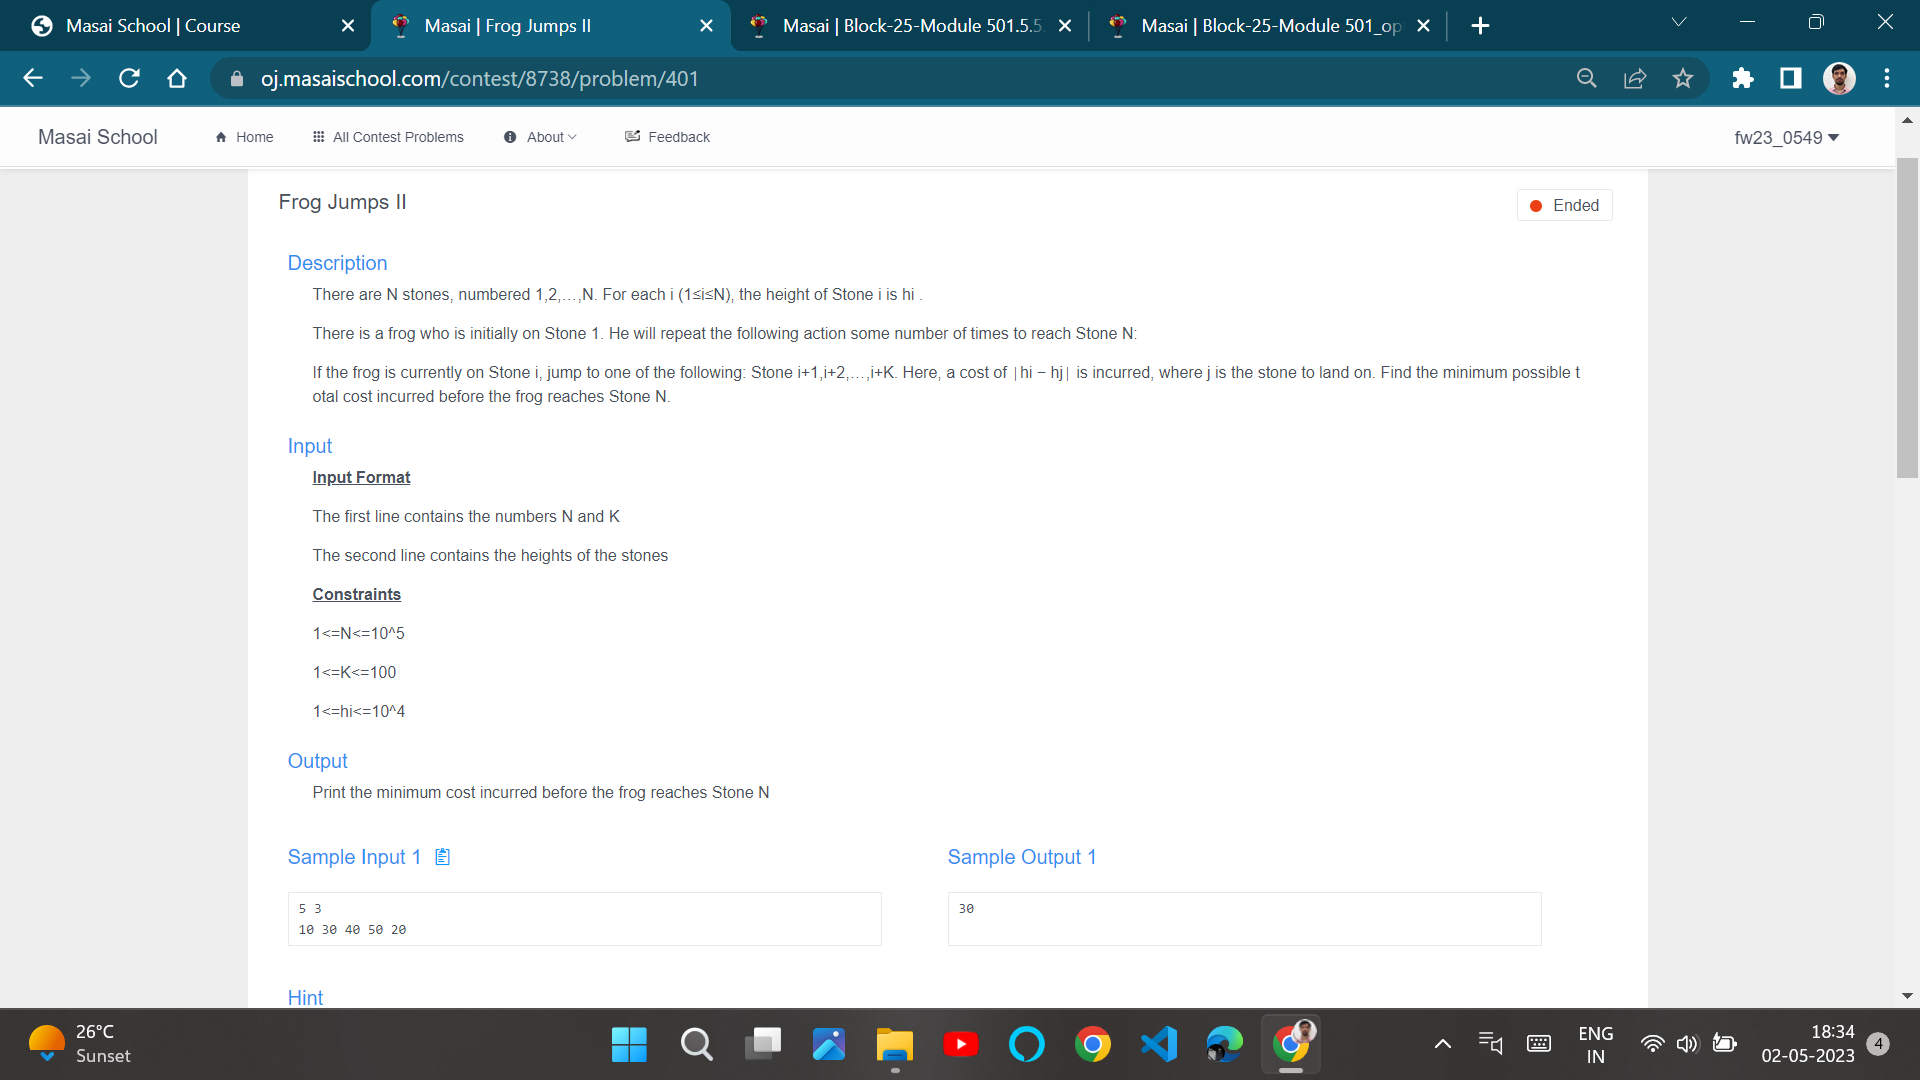 Masai School | Course
Masai | Frog Jumps II
Masai | Block-25-Module 501.5.5
Masai | Block-25-Module 501_op
oj.masaischool.com/contest/8738/problem/401
Masai School
Home
All Contest Problems
About
Feedback
fw23_0549
Frog Jumps II
Ended
Description
There are N stones, numbered 1,2,…,N. For each i (1≤i≤N), the height of Stone i is hi .
There is a frog who is initially on Stone 1. He will repeat the following action some number of times to reach Stone N:
If the frog is currently on Stone i, jump to one of the following: Stone i+1,i+2,…,i+K. Here, a cost of |hi − hj| is incurred, where j is the stone to land on. Find the minimum possible t
otal cost incurred before the frog reaches Stone N.
Input
Input Format
The first line contains the numbers N and K
The second line contains the heights of the stones
Constraints
1<=N<=10^5
1<=K<=100
1<=hi<=10^4
Output
Print the minimum cost incurred before the frog reaches Stone N
Sample Input 1
Sample Output 1
5 3
10 30 40 50 20
30
Hint
26°C
Sunset
ENG
IN
18:34
02-05-2023
4